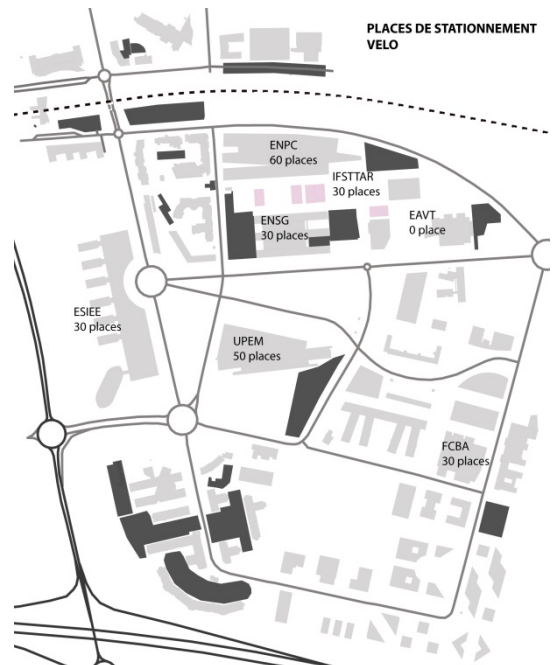 PLACES DE STATIONNEMENT
VELO
ENPC
60 places
IFSTTAR
30 places
ENSG
30 places
EAVT
0 place
ESIEE
30 places
UPEM
50 places
FCBA
30 places